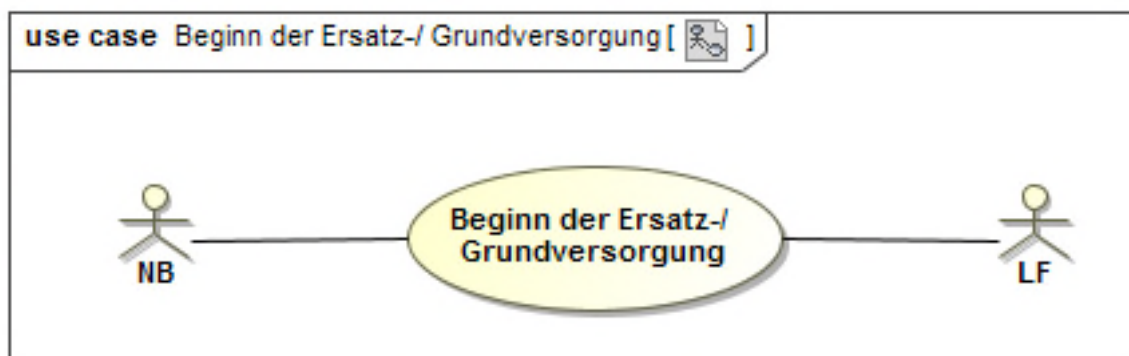 use case Beginn der Ersatz-/ Grundversorgung [ ]
Beginn der Ersatz-/
Grundversorgung
NB
LF